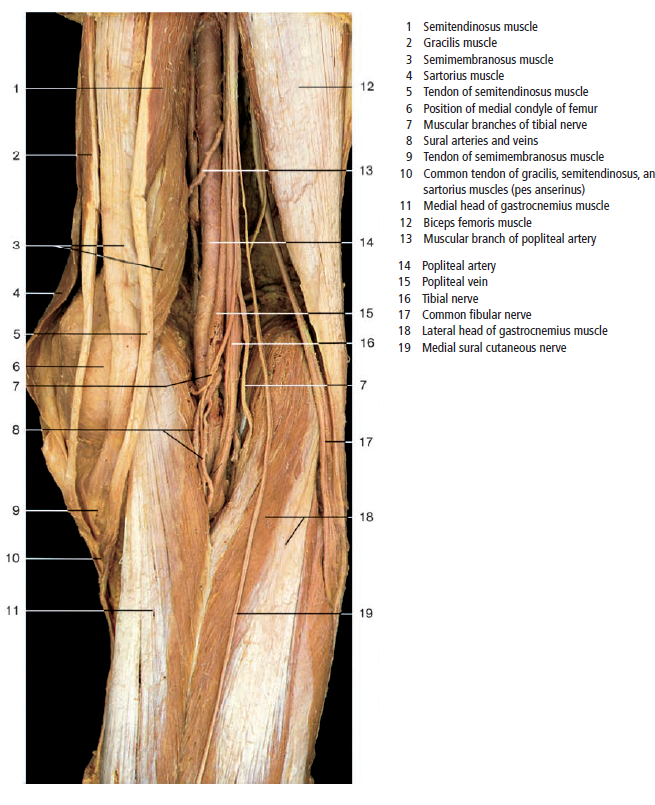 1 Semitendinosus muscle
2 Gracilis muscle
3 Semimembranosus muscle
4 Sartorius muscle
5 Tendon of semitendinosus muscle
6 Position of medial condyle of femur
7 Muscular branches of tibial nerve
8 Sural arteries and veins
9 Tendon of semimembranosus muscle
10 Common tendon of gracilis, semitendinosus, an
sartorius muscles (pes anserinus)
11 Medial head of gastrocnemius muscle
12 Biceps femoris muscle
13 Muscular branch of popliteal artery
14 Popliteal artery
15 Popliteal vein
16 Tibial nerve
17 Common fibular nerve
18 Lateral head of gastrocnemius muscle
19 Medial sural cutaneous nerve
1
2
3
4
5
6
7
8
9
10
11
12
13
14
15
16
7
17
18
19